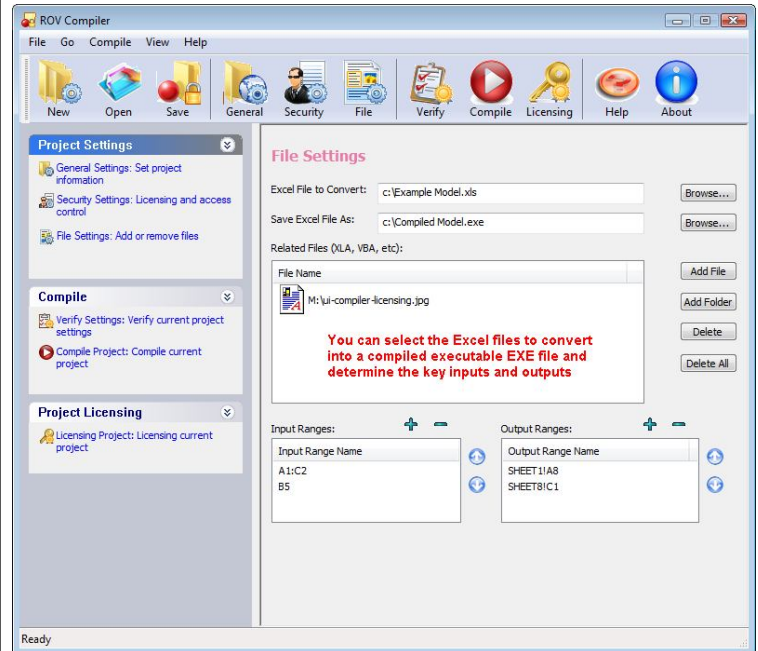 ROV Compiler
File Go Compile View Help
New Open Save General Security File Verify Compile Licensing Help About
Project Settings
General Settings: Set project
information
Security Settings: Licensing and access
control
File Settings: Add or remove files
Compile
Verify Settings: Verify current project
settings
Compile Project: Compile current
project
Project Licensing
Licensing Project: Licensing current
project
File Settings
Excel File to Convert: c:\Example Model.xls Browse...
Save Excel File As: c:\Compiled Model.exe Browse...
Related Files (XLA, VBA, etc):
File Name
Add File
M:\ui-compiler-licensing.jpg
Add Folder
You can select the Excel files to convert
into a compiled executable EXE file and
determine the key inputs and outputs
Delete
Delete All
Input Ranges:
Input Range Name
A1:C2
B5
Output Ranges:
Output Range Name
SHEET1!A8
SHEET8!C1
Ready